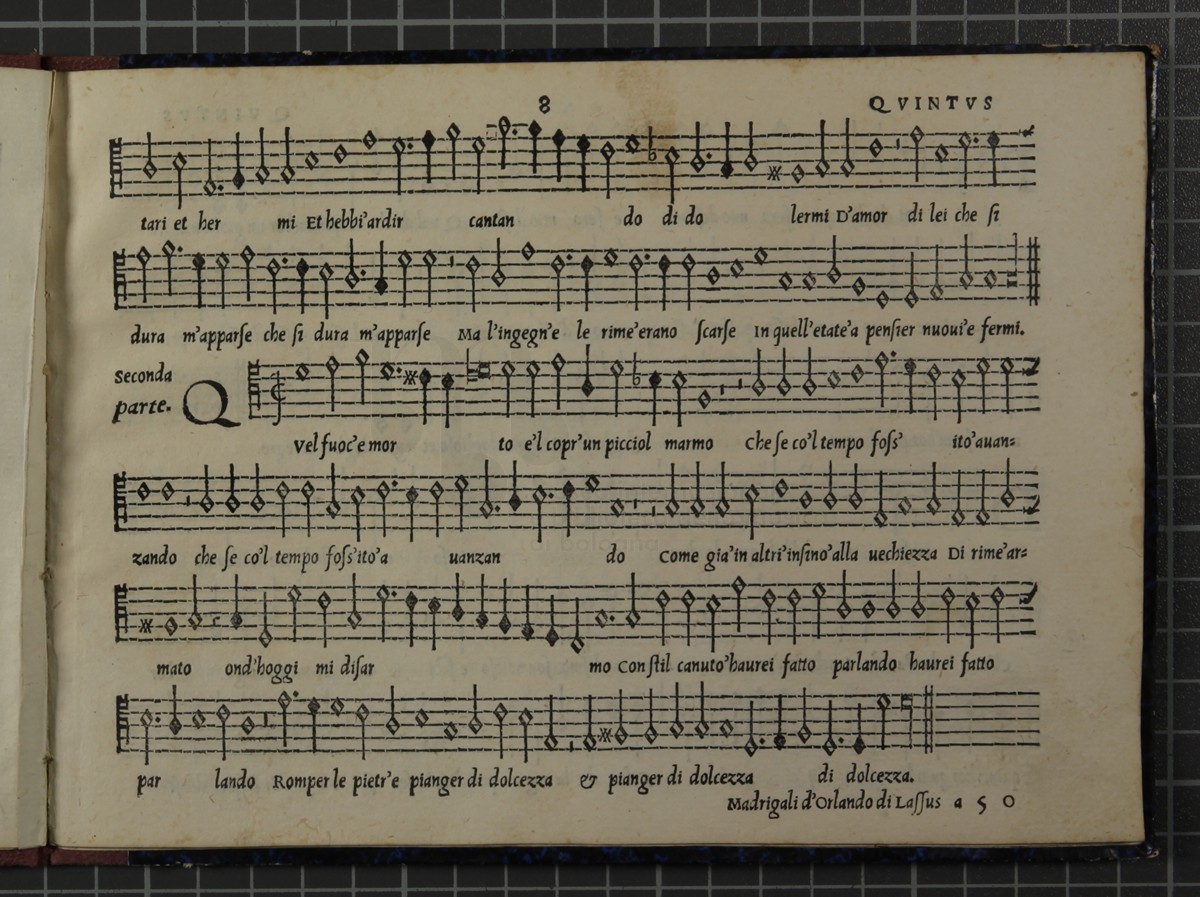 8 QVINTVS
tari et her mi Et hebbi'ardir cantan do di do lermi D'amor di lei che ſi
dura m'apparſe che ſi dura m'apparſe Ma l'ingegn'e le rime'erano ſcarſe In quell'etate'a penſier nuoui'e fermi.
Seconda
parte.
Q Vel fuoc'e mor to e'l copr'un picciol marmo Che ſe co'l tempo foſs' ito'auan=
zando che ſe co'l tempo foſs'ito'a uanzan do Come gia'in altri'inſino'alla uechiezza Di rime'ar=
mato ond'hoggi mi diſar mo Con ſtil canuto'haurei fatto parlando haurei fatto
par lando Romper le pietr'e pianger di dolcezza & pianger di dolcezza di dolcezza.
Madrigali d'Orlando di Laſſus a 5 O